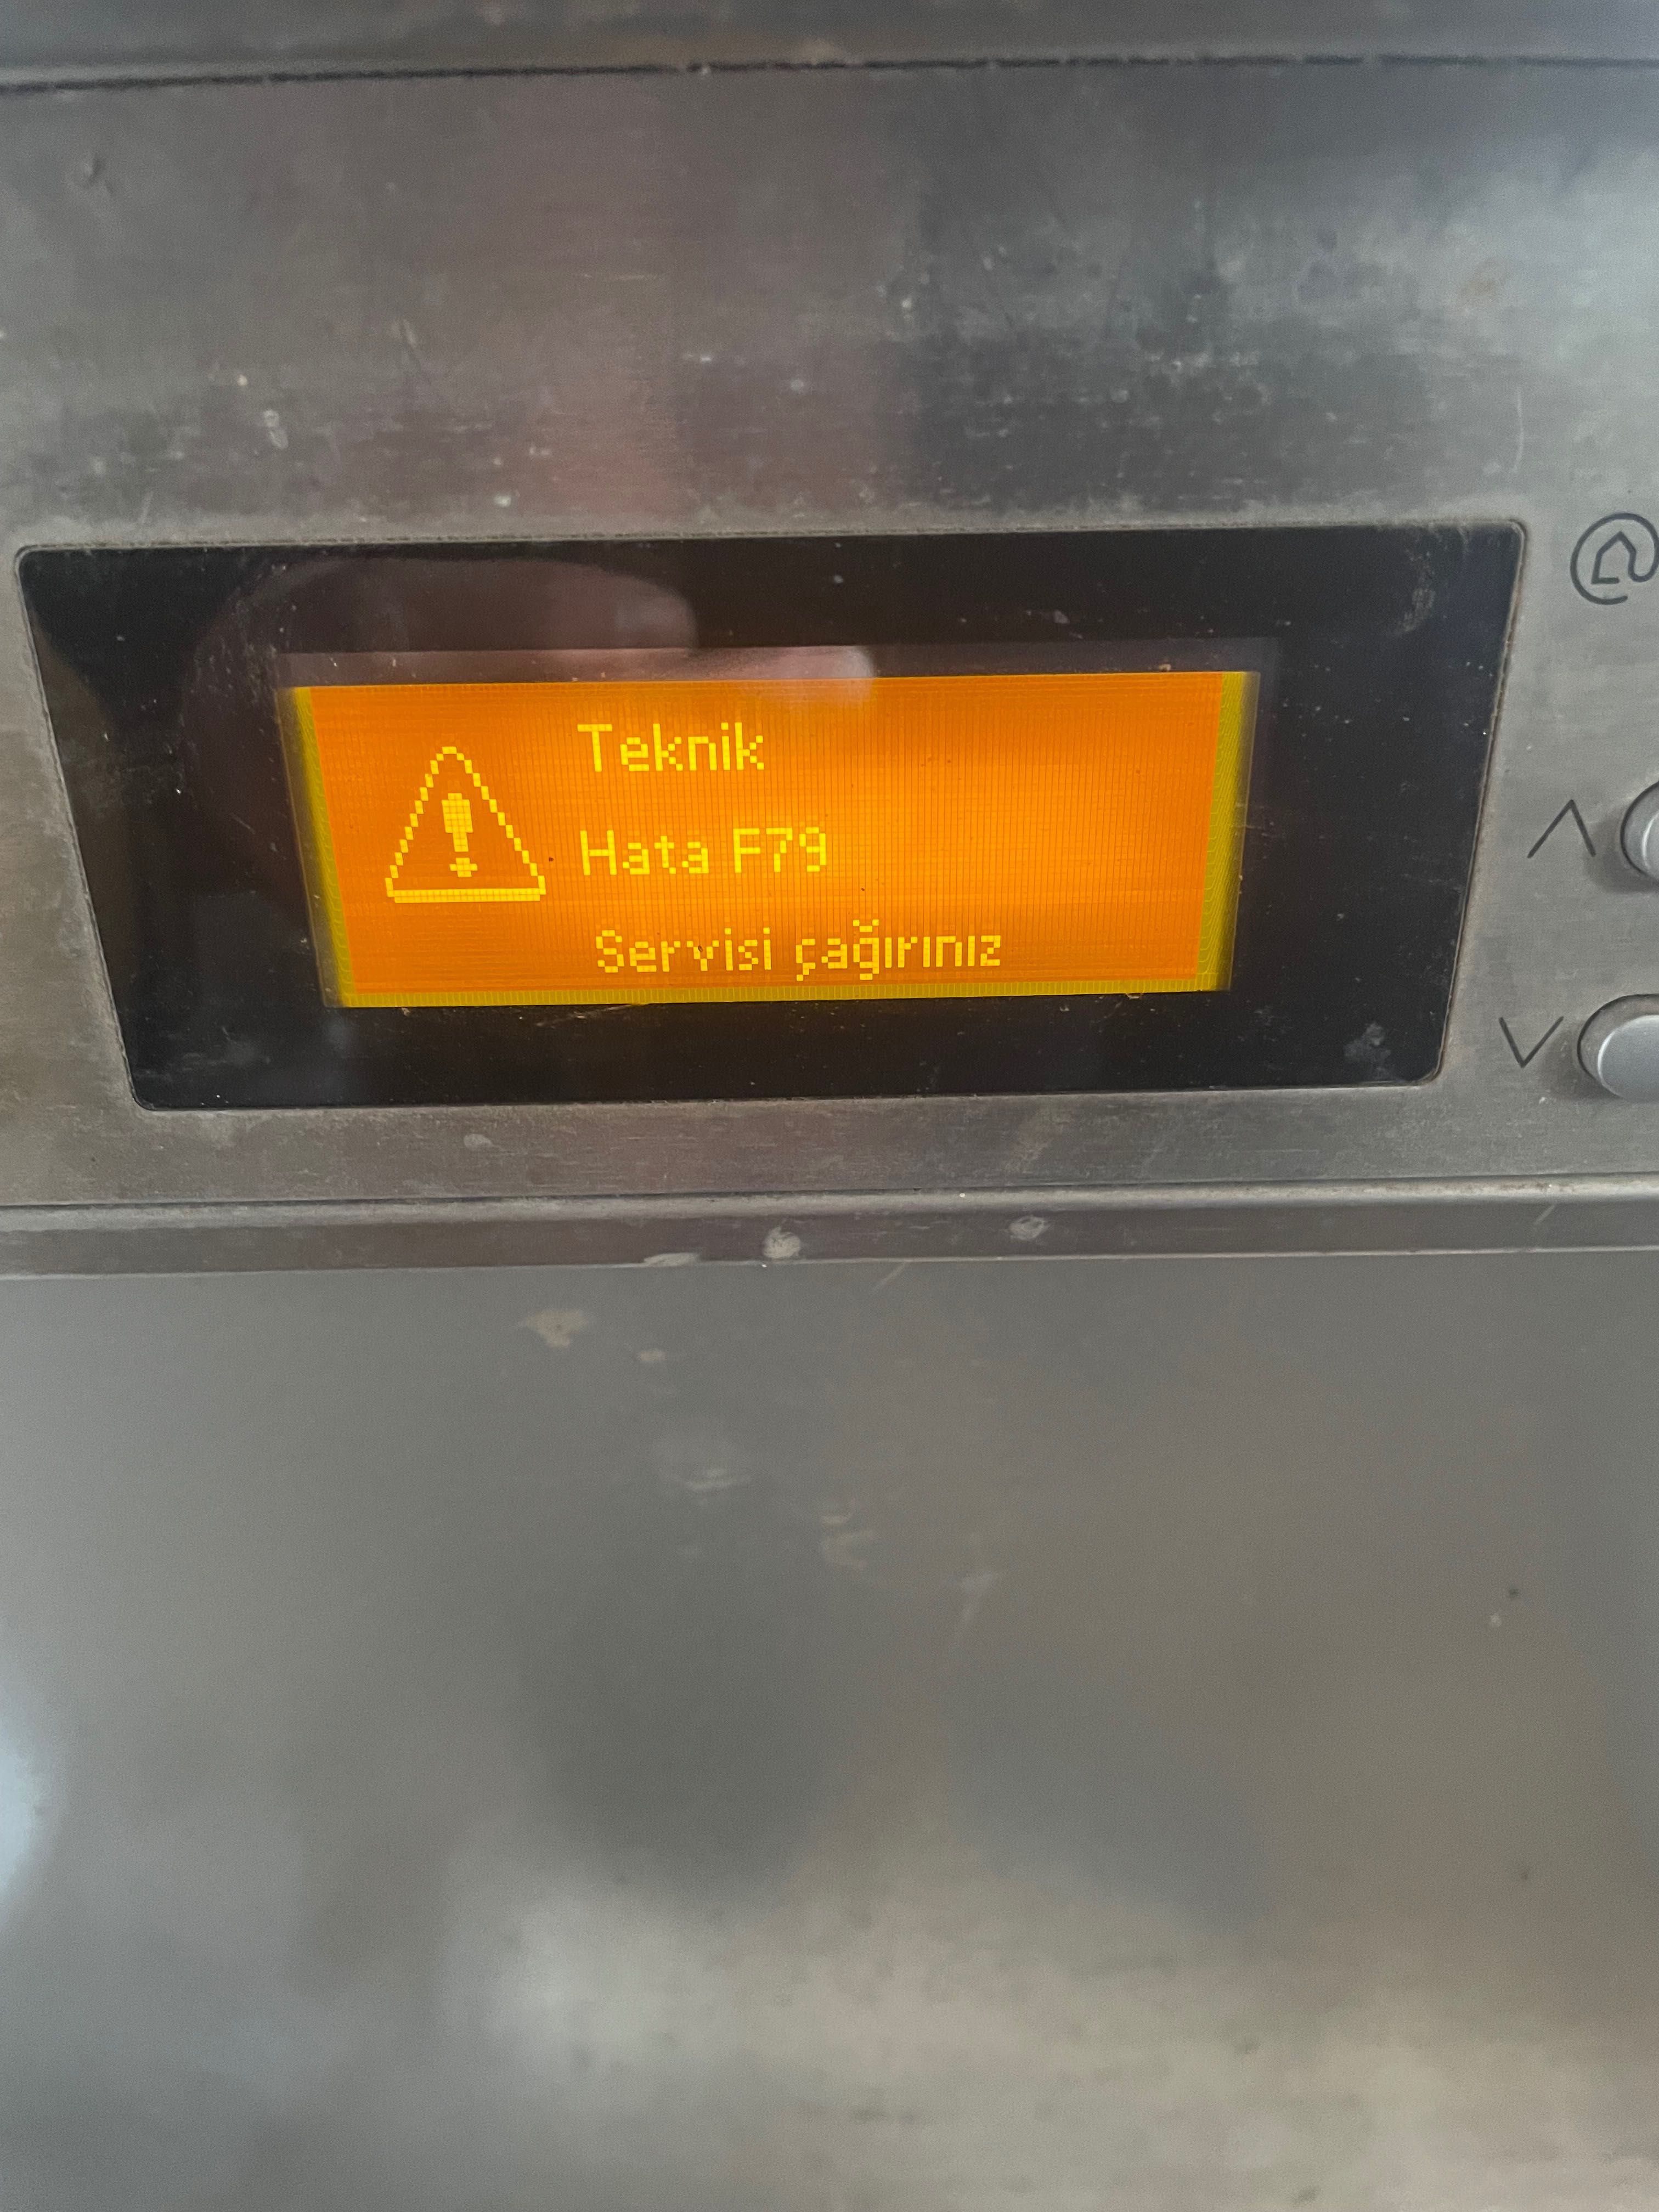 Teknik
Hata F79
Servisi çağırınız